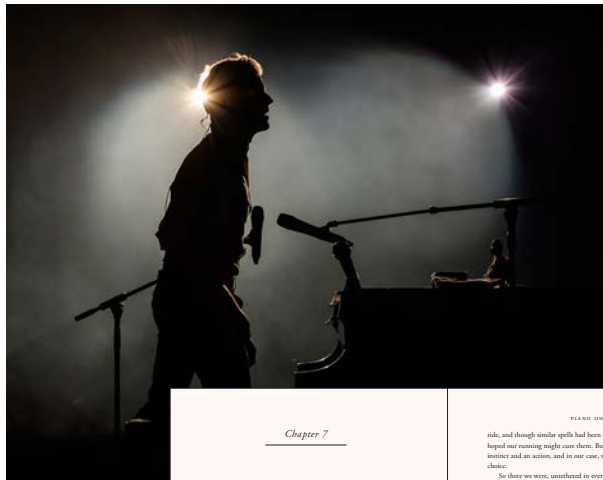 Chapter 7
PIANO ON
ride, and though similar spells had been
hoped our running might cure them. Bu
instinct and an action, and in our case,
choice.
So there we were, untethered in ever